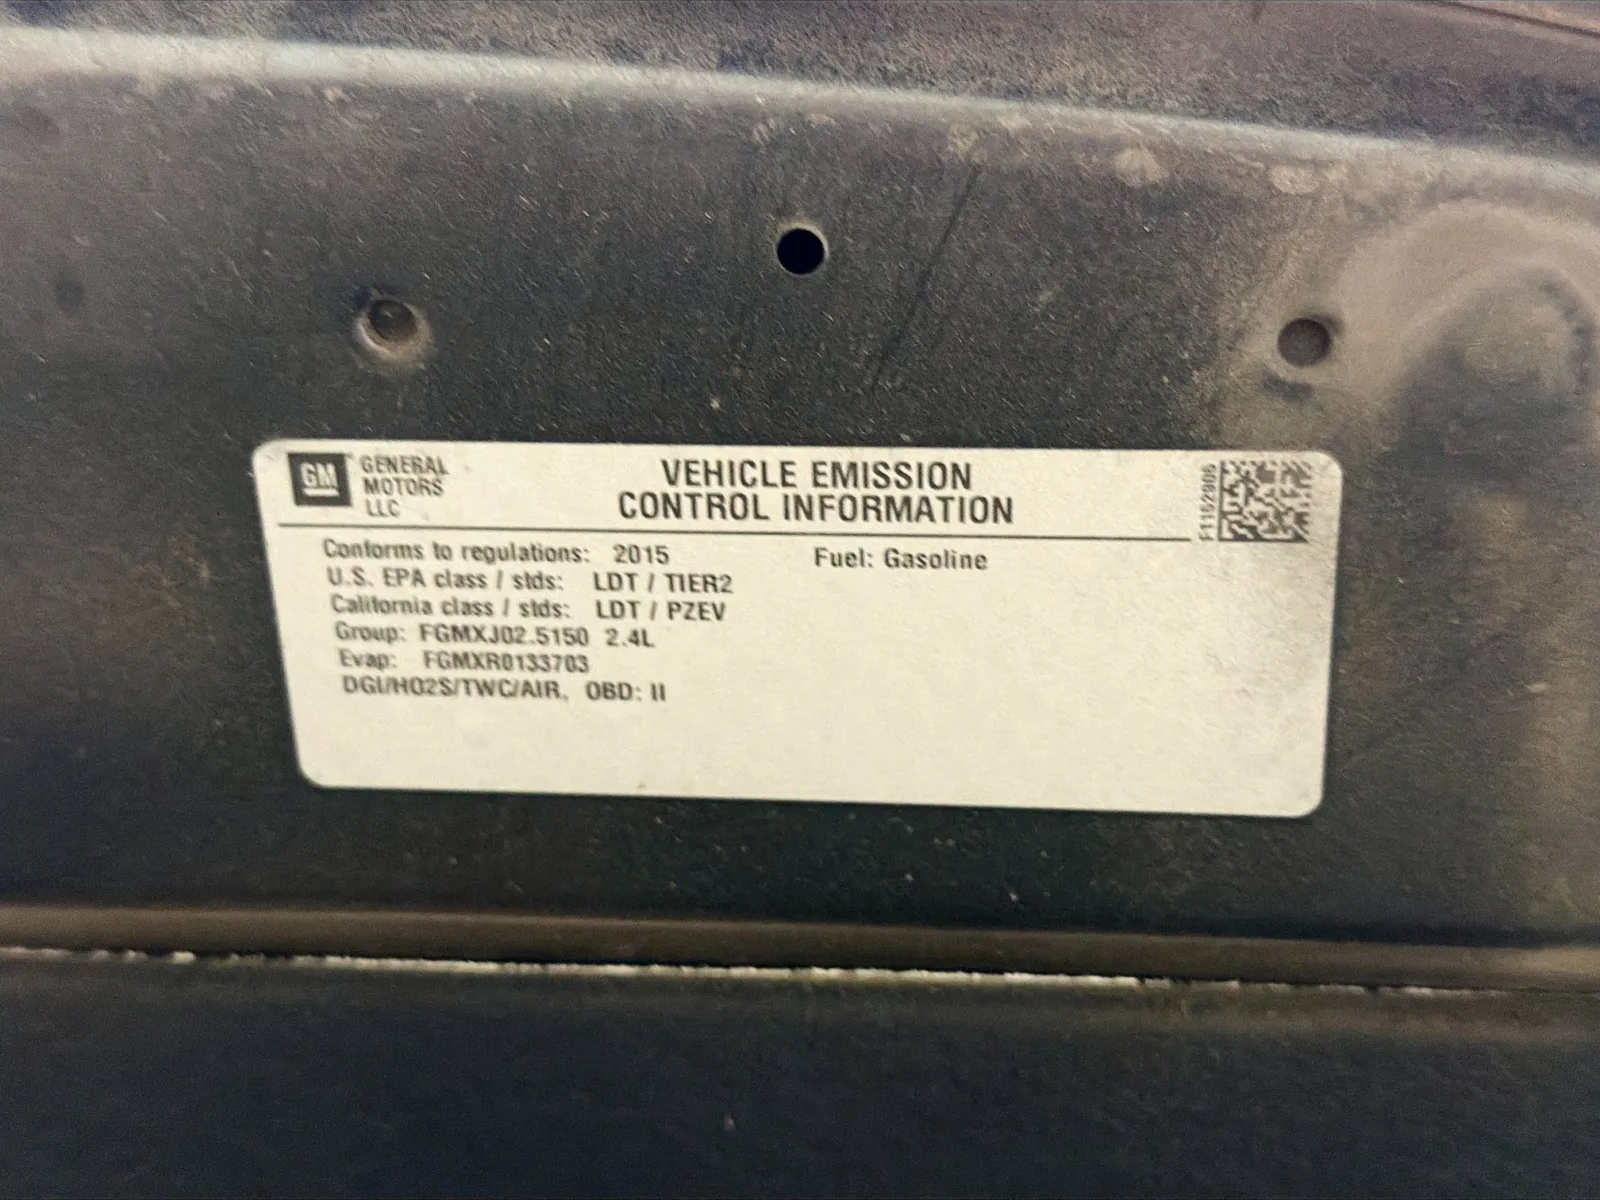 GM GENERAL MOTORS LLC
VEHICLE EMISSION
CONTROL INFORMATION
Conforms to regulations: 2015 Fuel: Gasoline
U.S. EPA class / stds: LDT / TIER2
California class / stds: LDT / PZEV
Group: FGMXJ02.5150 2.4L
Evap: FGMXR0133703
DGI/HO2S/TWC/AIR, OBD: II